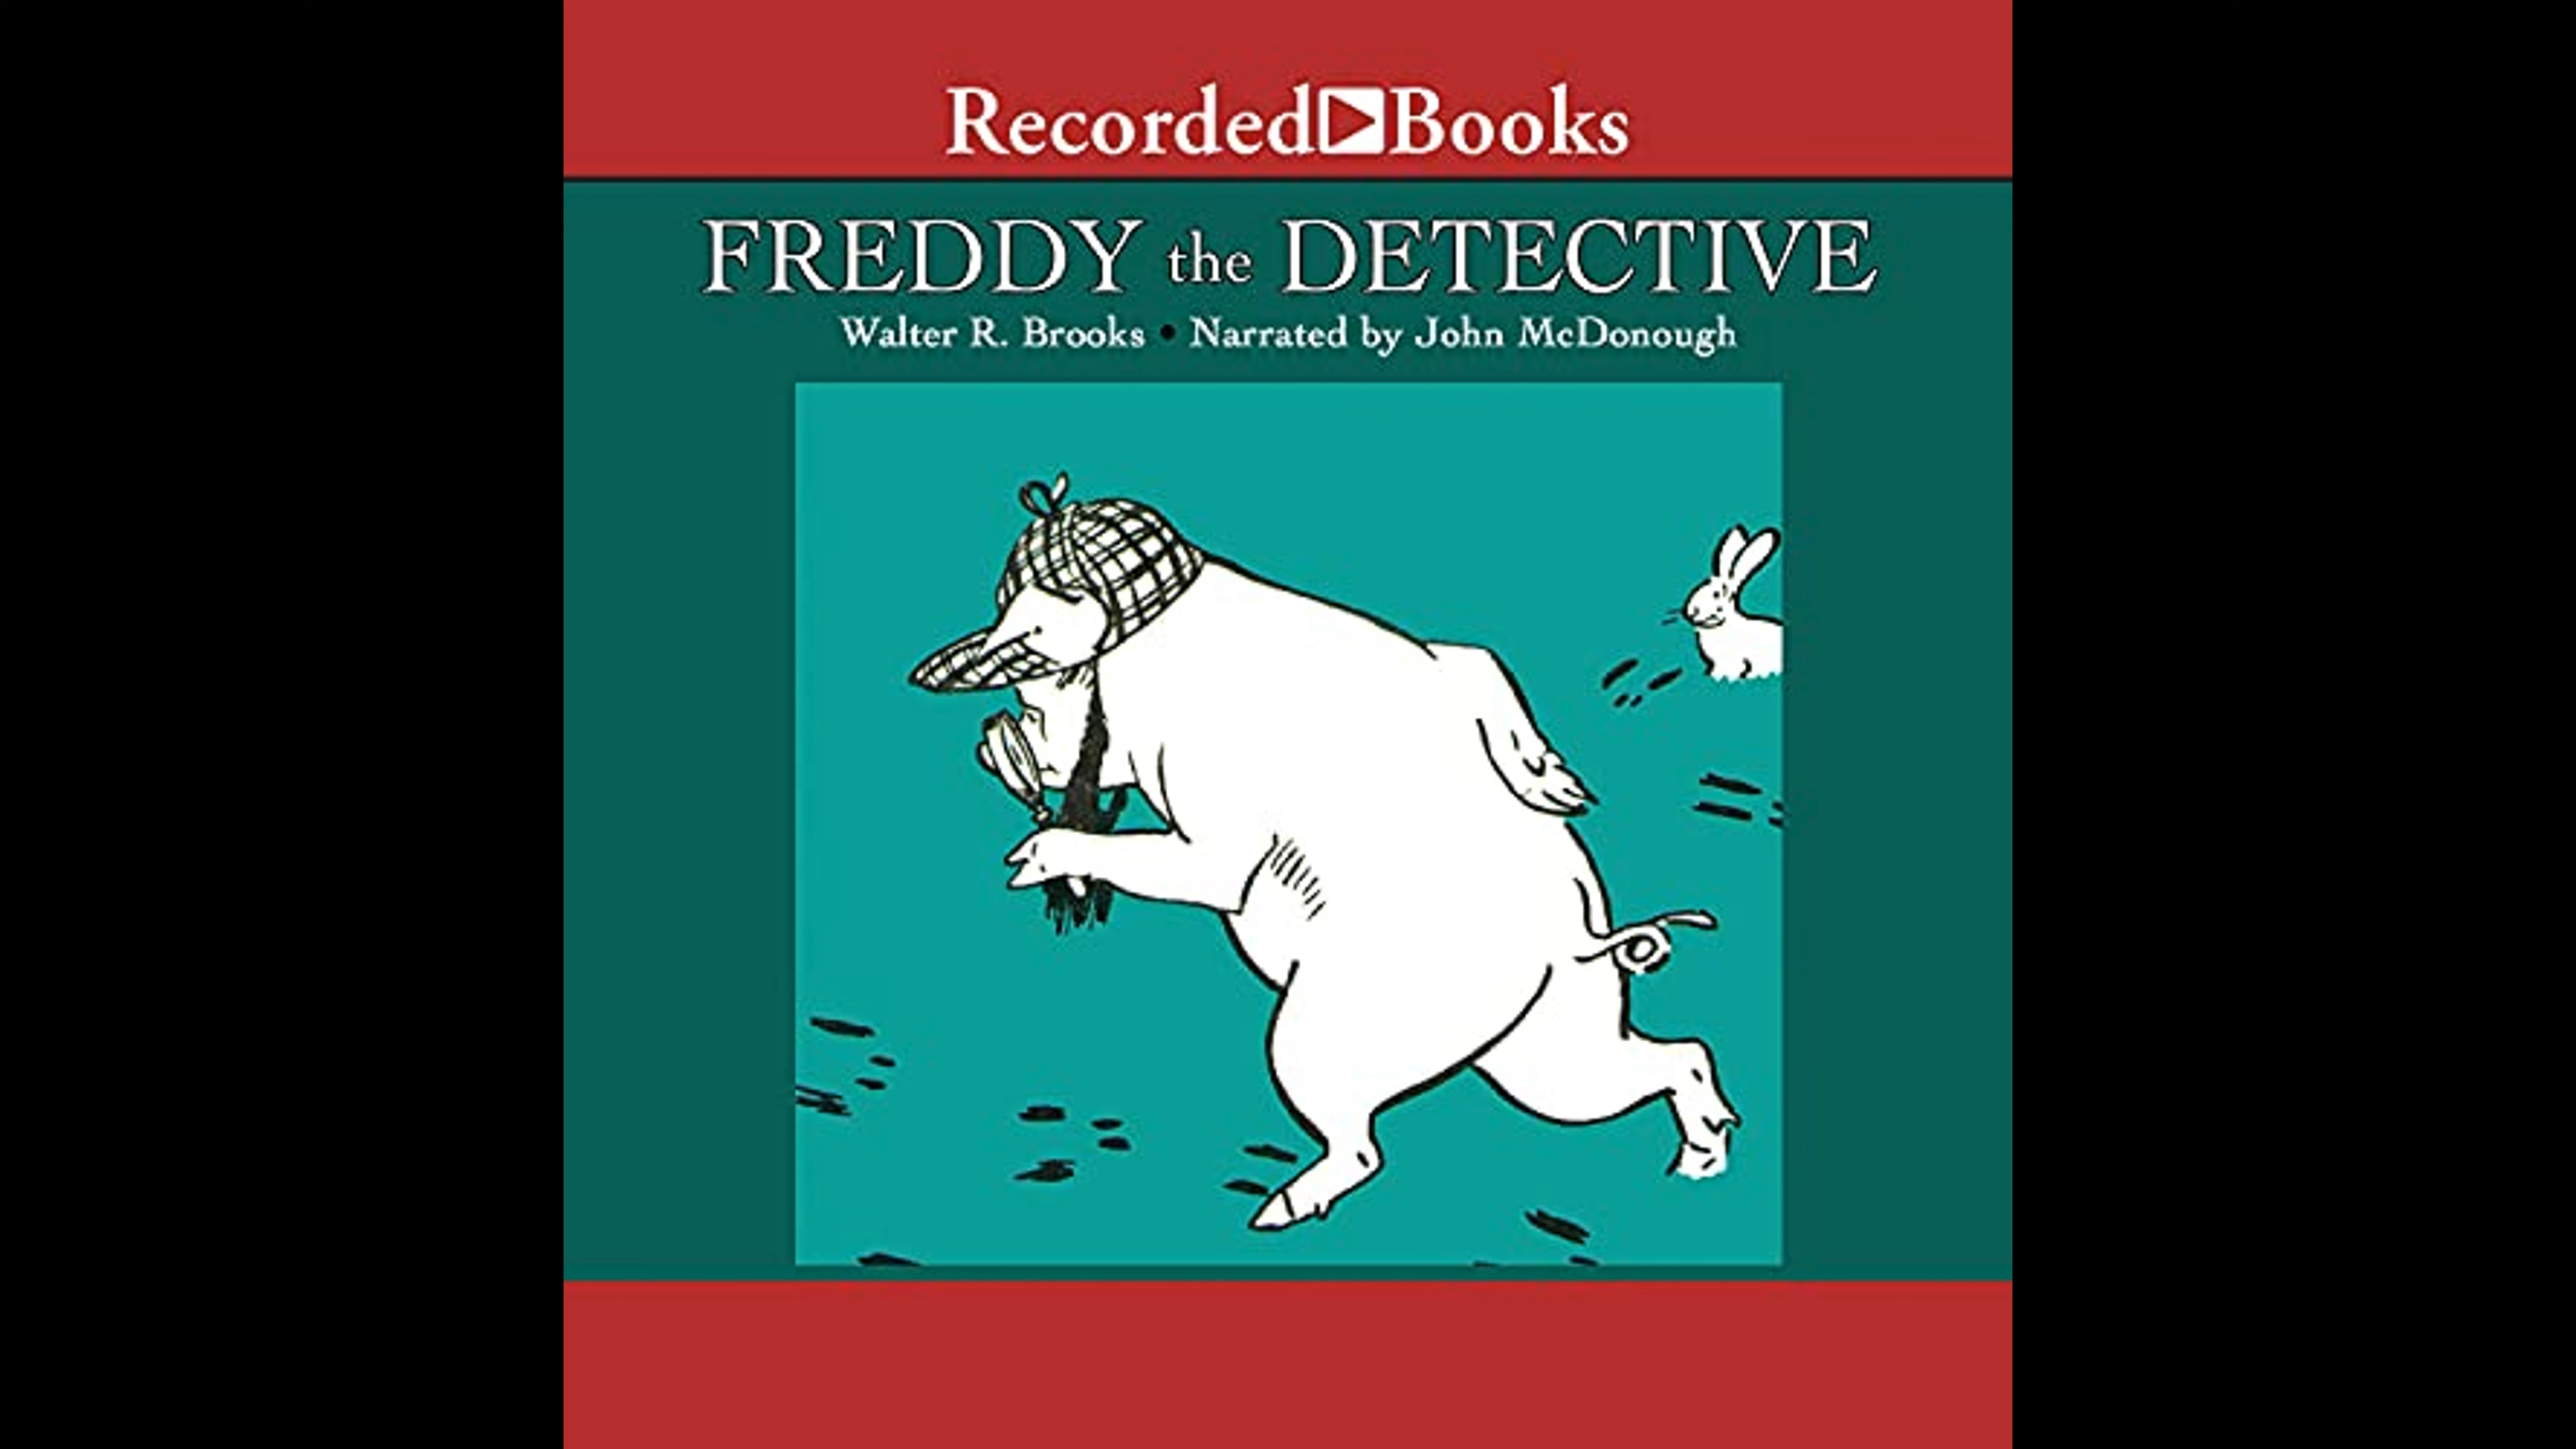 Recorded Books
FREDDY the DETECTIVE
Walter R. Brooks • Narrated by John McDonough